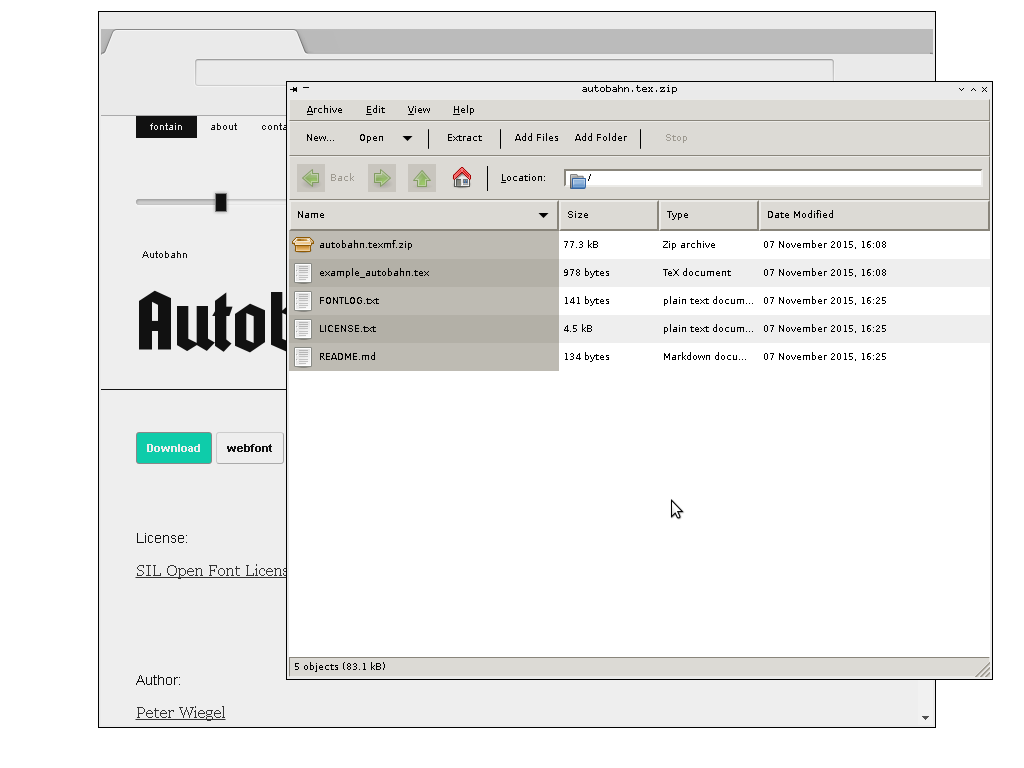 autobahn.tex.zip
Archive Edit View Help
New... Open Extract Add Files Add Folder Stop
Back Location: /
Name Size Type Date Modified
autobahn.texmf.zip 77.3 kB Zip archive 07 November 2015, 16:08
example_autobahn.tex 978 bytes TeX document 07 November 2015, 16:08
FONTLOG.txt 141 bytes plain text docum... 07 November 2015, 16:25
LICENSE.txt 4.5 kB plain text docum... 07 November 2015, 16:25
README.md 134 bytes Markdown docu... 07 November 2015, 16:25
5 objects (83.1 kB)
fontain about conta
Autobahn
Autob
Download webfont
License:
SIL Open Font Licens
Author:
Peter Wiegel